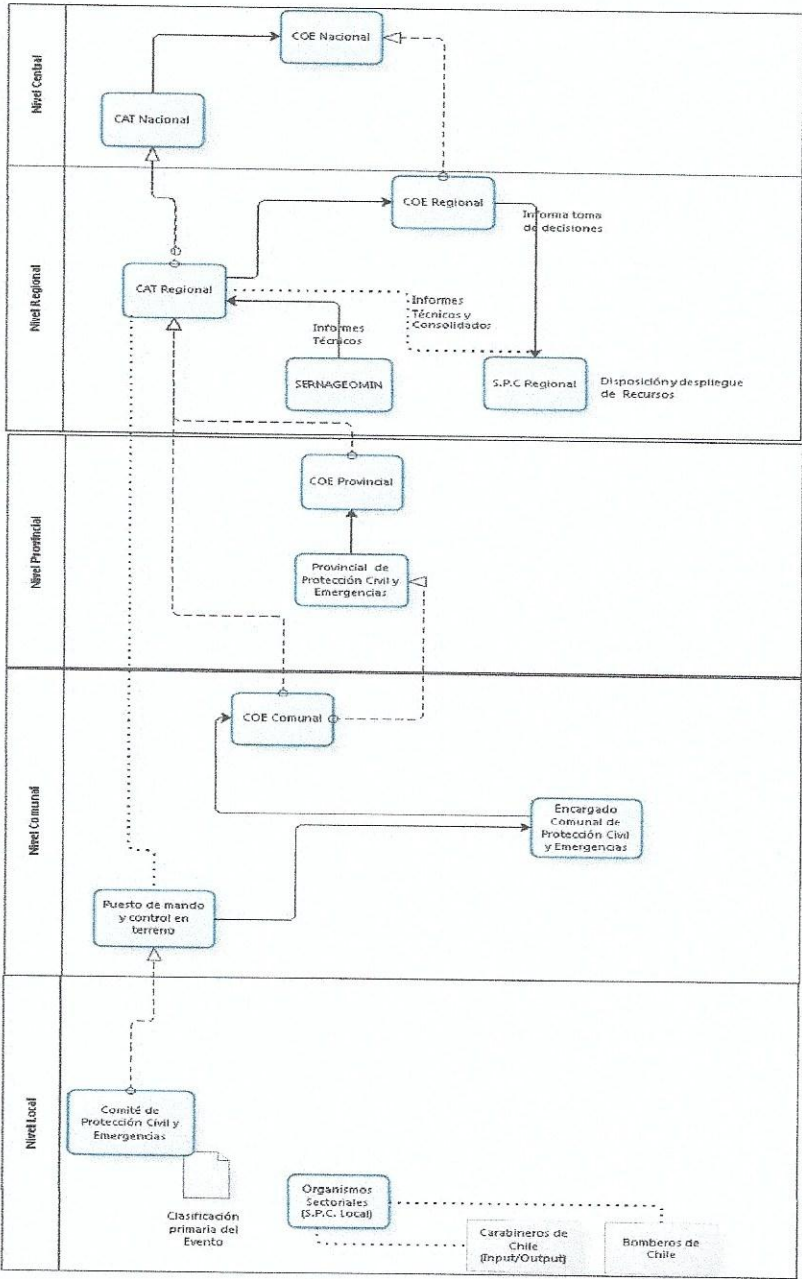 Nivel Central
COE Nacional
CAT Nacional
Nivel Regional
COE Regional
Informa toma
de decisiones
CAT Regional
Informes
Técnicos y
Consolidados
Informes
Técnicos
SERNAGEOMIN
S.P.C Regional
Disposición y despliegue
de Recursos
Nivel Provincial
COE Provincial
Provincial de
Protección Civil y
Emergencias
Nivel Comunal
COE Comunal
Encargado
Comunal de
Protección Civil
y Emergencias
Puesto de mando
y control en
terreno
Nivel Local
Comité de
Protección Civil y
Emergencias
Clasificación
primaria del
Evento
Organismos
Sectoriales
(S.P.C. Local)
Carabineros de
Chile
(Input/Output)
Bomberos de
Chile